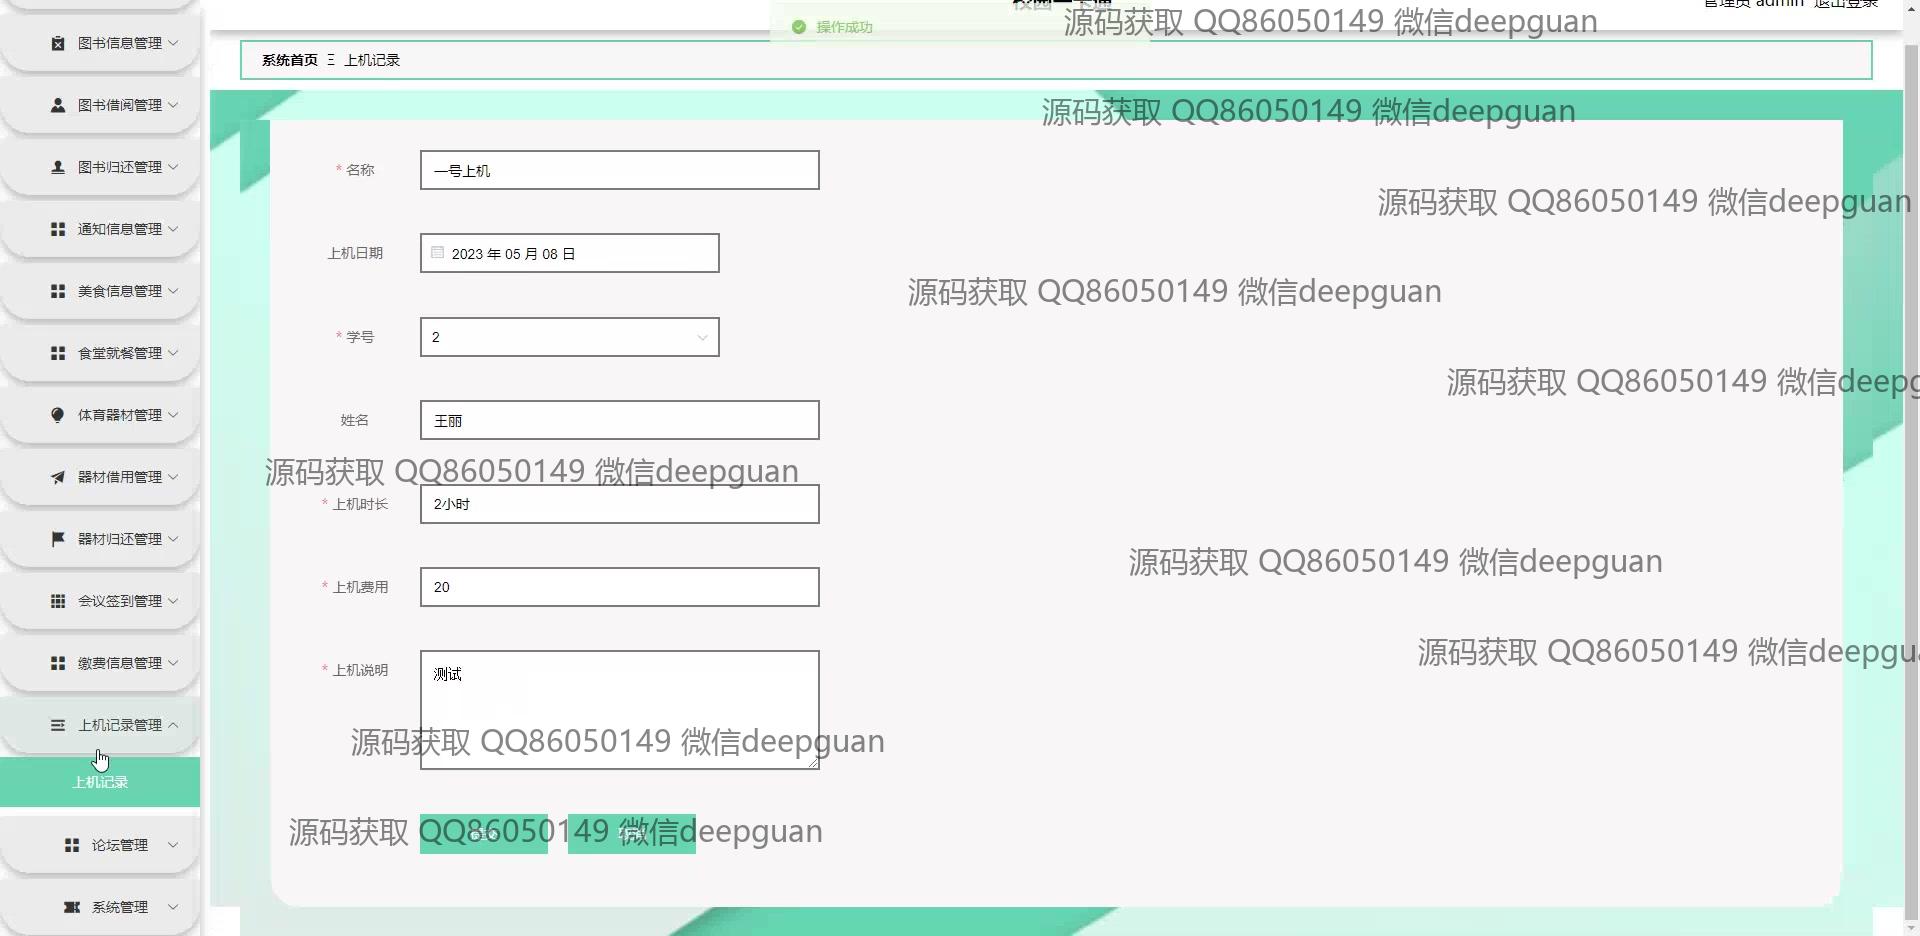 管理员 admin 退出登录
操作成功
源码获取 QQ86050149 微信deepguan
系统首页 Ξ 上机记录
源码获取 QQ86050149 微信deepguan
图书信息管理
图书借阅管理
图书归还管理
通知信息管理
美食信息管理
食堂就餐管理
体育器材管理
器材借用管理
器材归还管理
会议签到管理
缴费信息管理
上机记录管理
上机记录
论坛管理
系统管理
* 名称 一号上机
源码获取 QQ86050149 微信deepguan
上机日期 2023 年 05 月 08 日
源码获取 QQ86050149 微信deepguan
* 学号 2
源码获取 QQ86050149 微信deepg
姓名 王丽
源码获取 QQ86050149 微信deepguan
* 上机时长 2小时
源码获取 QQ86050149 微信deepguan
* 上机费用 20
源码获取 QQ86050149 微信deepgua
* 上机说明 测试
源码获取 QQ86050149 微信deepguan
源码获取 QQ86050149 微信deepguan